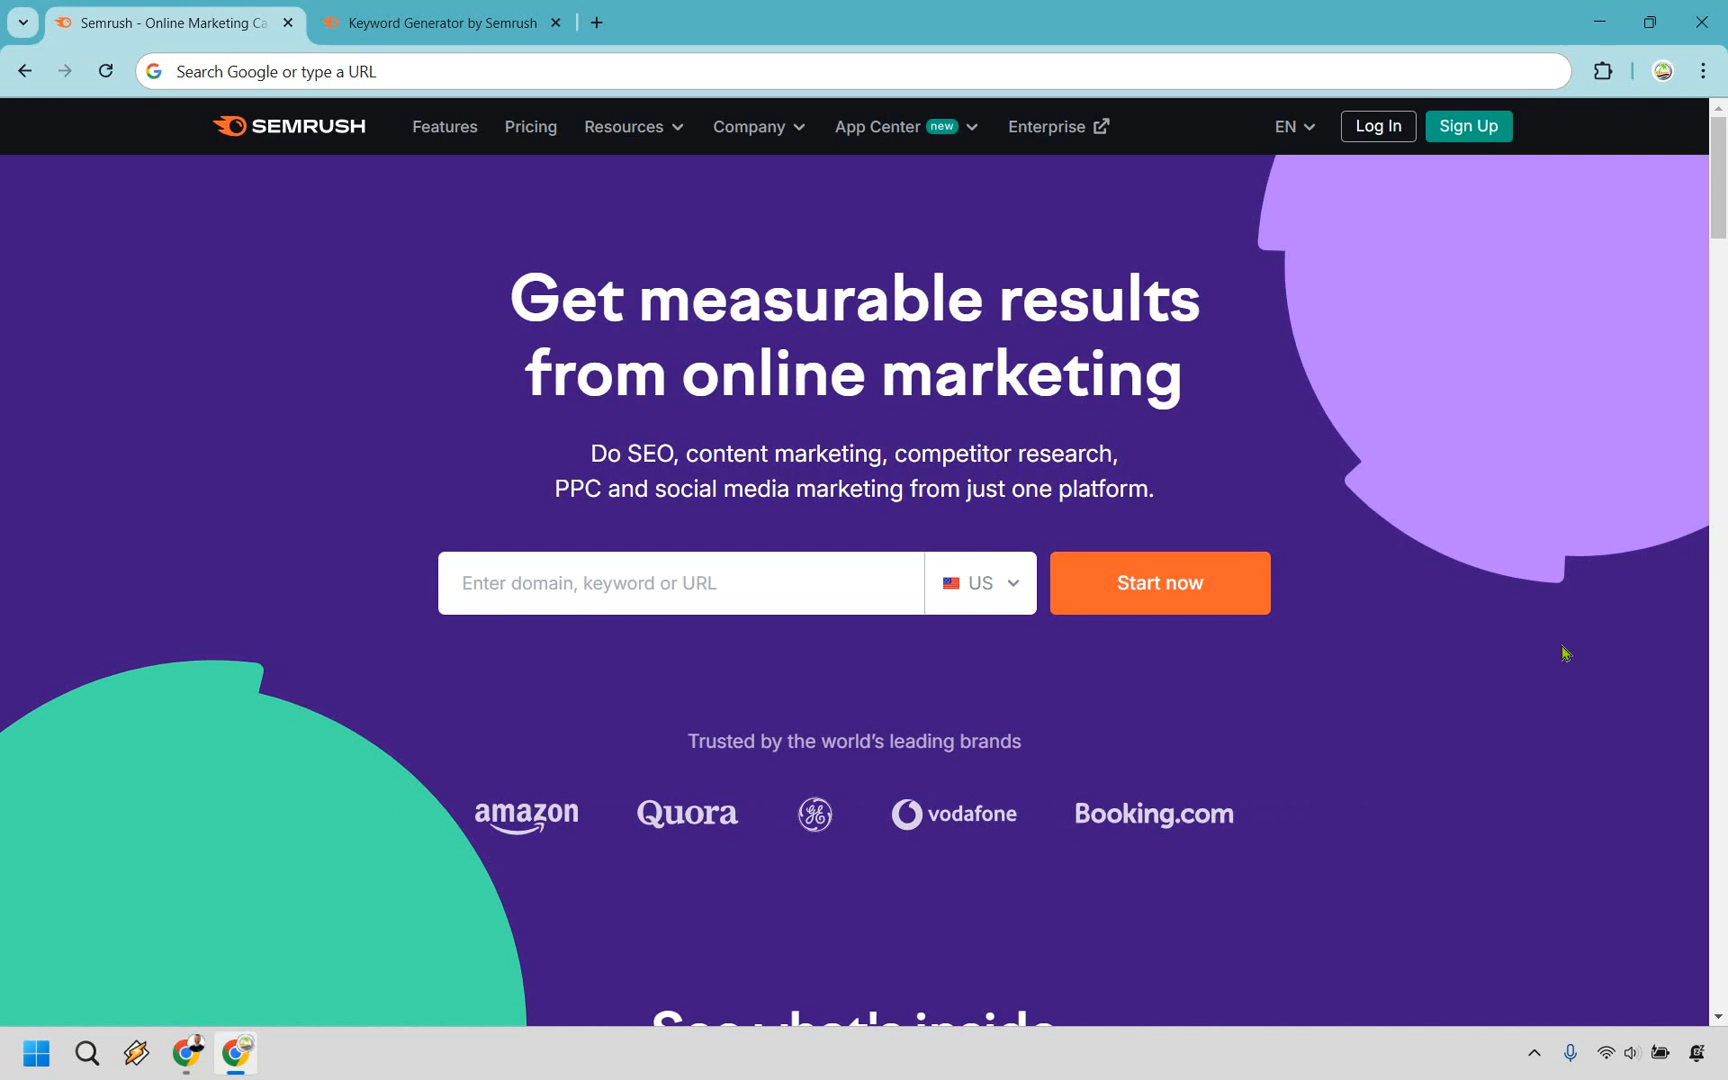 Semrush - Online Marketing Ca
Keyword Generator by Semrush
Search Google or type a URL
SEMRUSH
Features
Pricing
Resources
Company
App Center new
Enterprise
EN
Log In
Sign Up
Get measurable results
from online marketing
Do SEO, content marketing, competitor research,
PPC and social media marketing from just one platform.
Enter domain, keyword or URL
US
Start now
Trusted by the world's leading brands
amazon
Quora
GE
vodafone
Booking.com
See what's inside